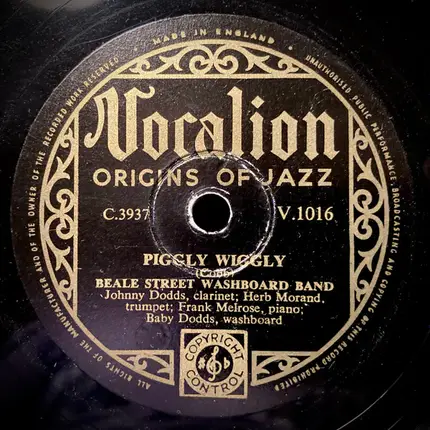 MADE IN ENGLAND
ALL RIGHTS OF THE MANUFACTURER AND OF THE OWNER OF THE RECORDED WORK RESERVED
UNAUTHORISED PUBLIC PERFORMANCE, BROADCASTING AND COPYING OF THIS RECORD PROHIBITED
Vocalion
ORIGINS OF JAZZ
C.3937
V.1016
PIGGLY WIGGLY
(Cobb)
BEALE STREET WASHBOARD BAND
Johnny Dodds, clarinet; Herb Morand,
trumpet; Frank Melrose, piano;
Baby Dodds, washboard
COPYRIGHT
CONTROL